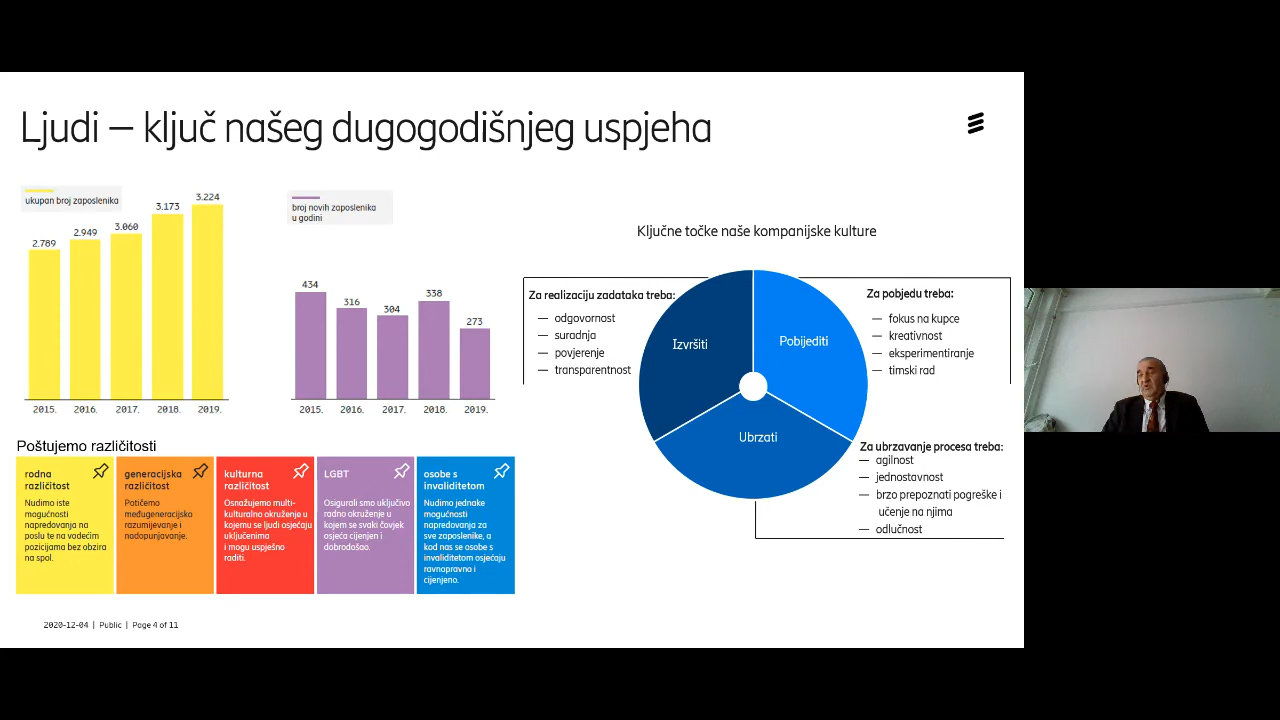 Ljudi – ključ našeg dugogodišnjeg uspjeha
ukupan broj zaposlenika
2.789
2.949
3.060
3.173
3.224
2015.
2016.
2017.
2018.
2019.
broj novih zaposlenika
u godini
434
316
304
338
273
2015.
2016.
2017.
2018.
2019.
Ključne točke naše kompanijske kulture
Za realizaciju zadataka treba:
— odgovornost
— suradnja
— povjerenje
— transparentnost
Izvršiti
Pobijediti
Ubrzati
Za pobjedu treba:
— fokus na kupce
— kreativnost
— eksperimentiranje
— timski rad
Za ubrzavanje procesa treba:
— agilnost
— jednostavnost
— brzo prepoznati pogreške i
učenje na njima
— odlučnost
Poštujemo različitosti
rodna
različitost
Nudimo iste
mogućnosti
napredovanja na
poslu te na vodećim
pozicijama bez obzira
na spol.
generacijska
različitost
Potičemo
međugeneracijsko
razumijevanje i
nadopunjavanje.
kulturna
različitost
Osnažujemo multi-
kulturalno okruženje u
kojemu se ljudi osjećaju
uključenima
i mogu uspješno
raditi.
LGBT
Osigurali smo uključivo
radno okruženje u
kojem se svaki čovjek
osjeća cijenjen i
dobrodošao.
osobe s
invaliditetom
Nudimo jednake
mogućnosti
napredovanja za
sve zaposlenike, a
kod nas se osobe s
invaliditetom osjećaju
ravnopravno i
cijenjeno.
2020-12-04 | Public | Page 4 of 11